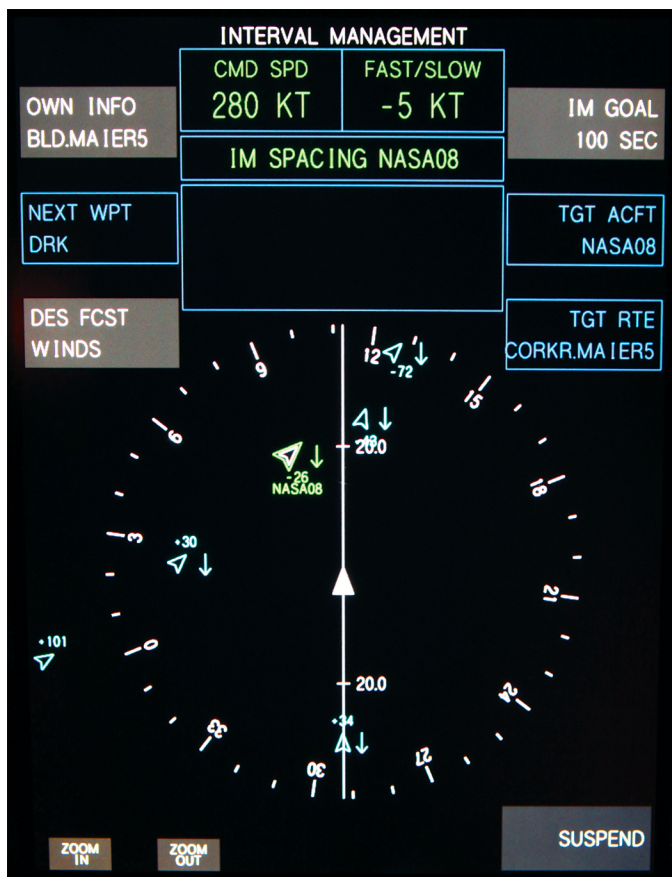 INTERVAL MANAGEMENT
CMD SPD
280 KT
FAST/SLOW
-5 KT
OWN INFO
BLD.MAIER5
IM GOAL
100 SEC
IM SPACING NASA08
NEXT WPT
DRK
TGT ACFT
NASA08
DES FCST
WINDS
TGT RTE
CORKR.MAIER5
12
-72
9
15
6
20.0
-26
NASA08
18
3
+30
21
+101
0
20.0
24
+34
33
27
30
ZOOM
IN
ZOOM
OUT
SUSPEND